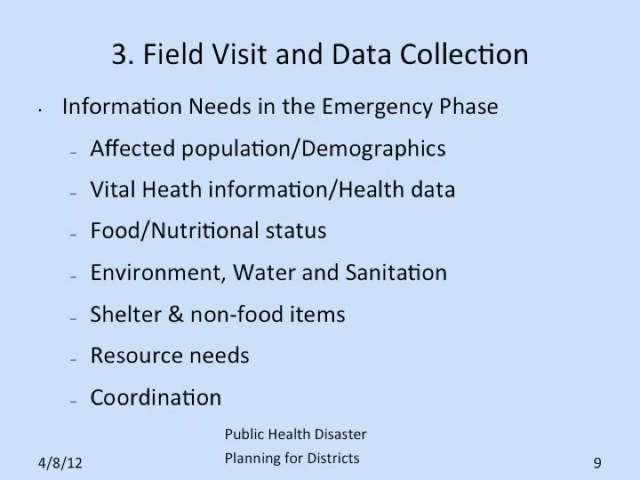 3. Field Visit and Data Collection
· Information Needs in the Emergency Phase
– Affected population/Demographics
– Vital Heath information/Health data
– Food/Nutritional status
– Environment, Water and Sanitation
– Shelter & non-food items
– Resource needs
– Coordination
Public Health Disaster
Planning for Districts
4/8/12
9